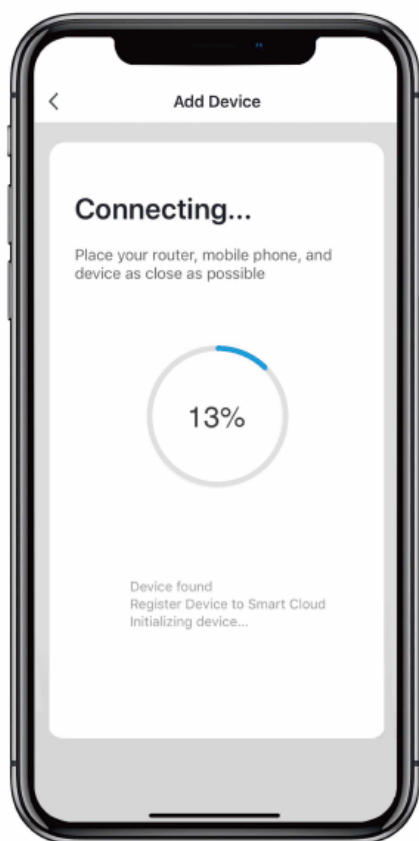 Add Device
Connecting...
Place your router, mobile phone, and
device as close as possible
13%
Device found
Register Device to Smart Cloud
Initializing device...